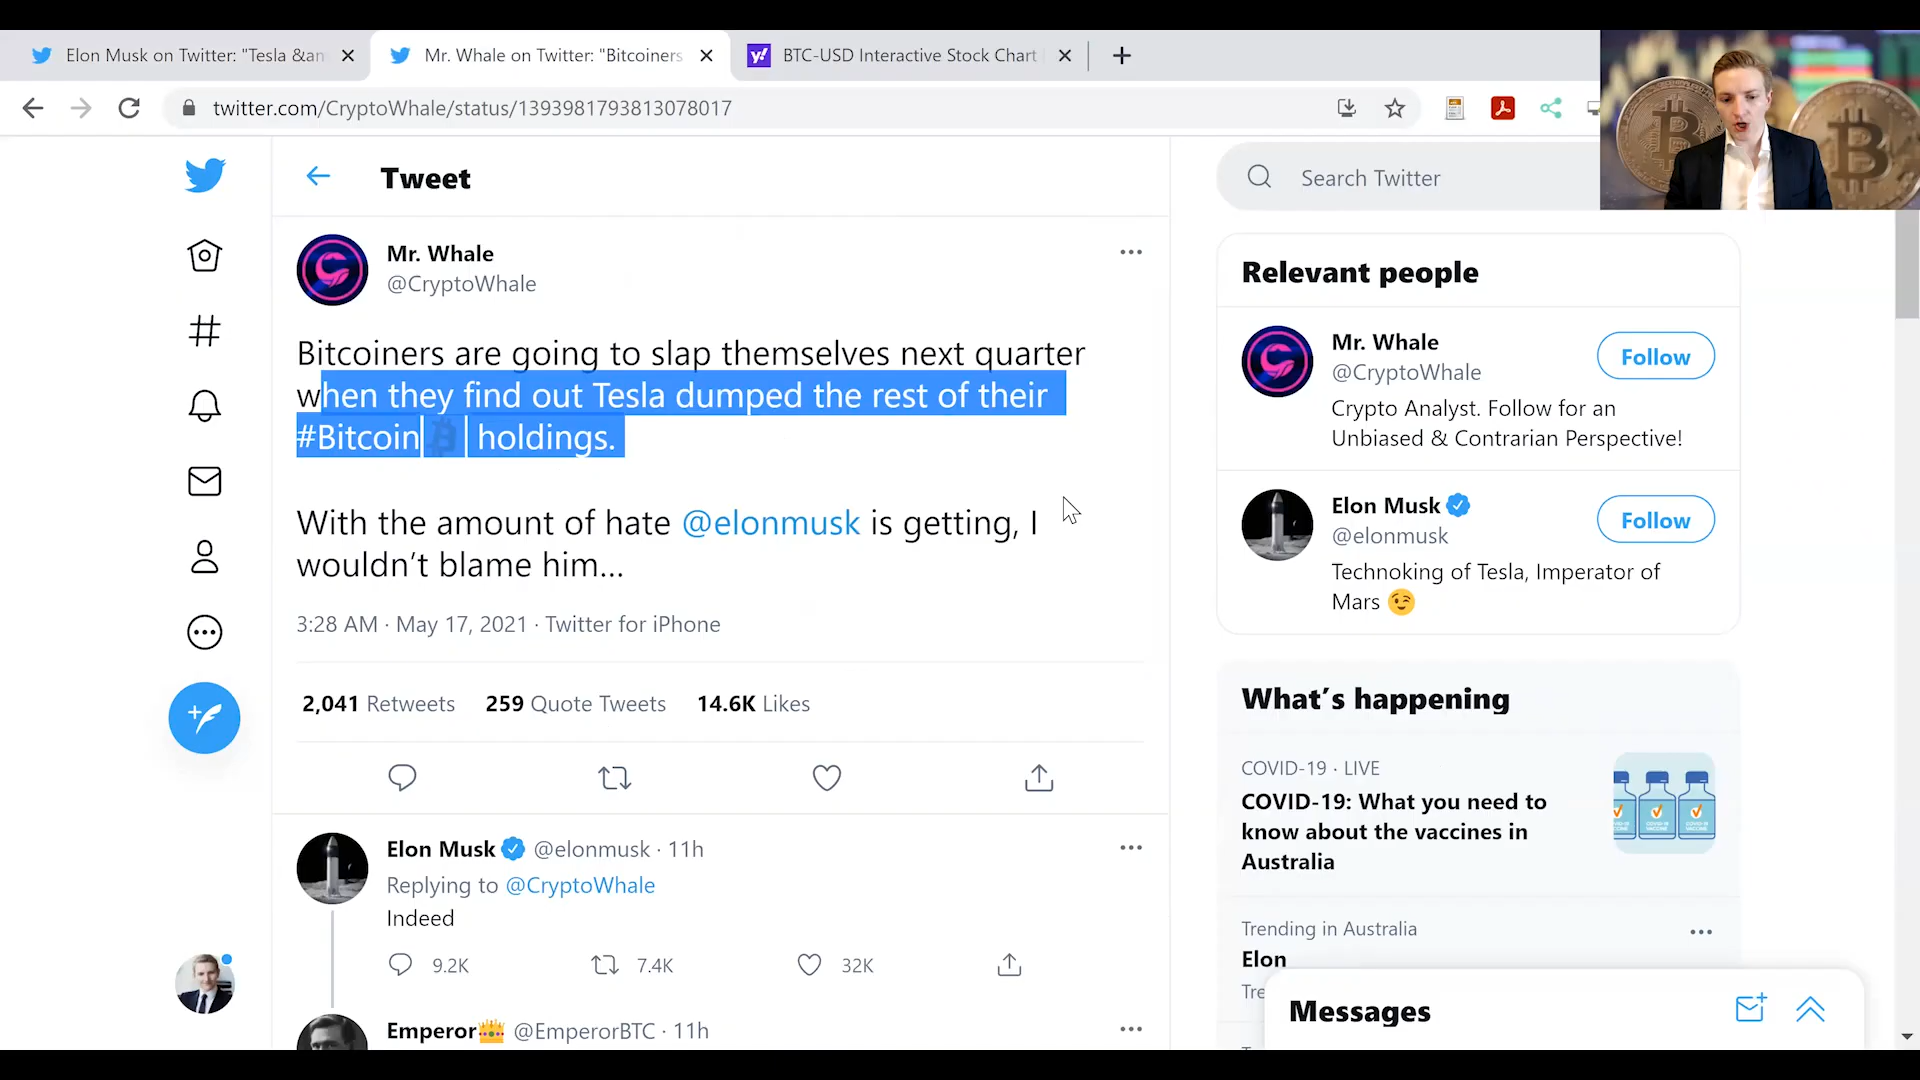 Elon Musk on Twitter: "Tesla &an
Mr. Whale on Twitter: "Bitcoiners
BTC-USD Interactive Stock Chart
twitter.com/CryptoWhale/status/1393981793813078017
Tweet
Search Twitter
Mr. Whale
@CryptoWhale
Bitcoiners are going to slap themselves next quarter
when they find out Tesla dumped the rest of their
#Bitcoin holdings.
With the amount of hate @elonmusk is getting, I
wouldn't blame him...
3:28 AM · May 17, 2021 · Twitter for iPhone
2,041 Retweets 259 Quote Tweets 14.6K Likes
Elon Musk @elonmusk · 11h
Replying to @CryptoWhale
Indeed
9.2K 7.4K 32K
Emperor @EmperorBTC · 11h
Relevant people
Mr. Whale
@CryptoWhale
Follow
Crypto Analyst. Follow for an
Unbiased & Contrarian Perspective!
Elon Musk
@elonmusk
Follow
Technoking of Tesla, Imperator of
Mars 😉
What's happening
COVID-19 · LIVE
COVID-19: What you need to
know about the vaccines in
Australia
Trending in Australia
Elon
Tre
Messages